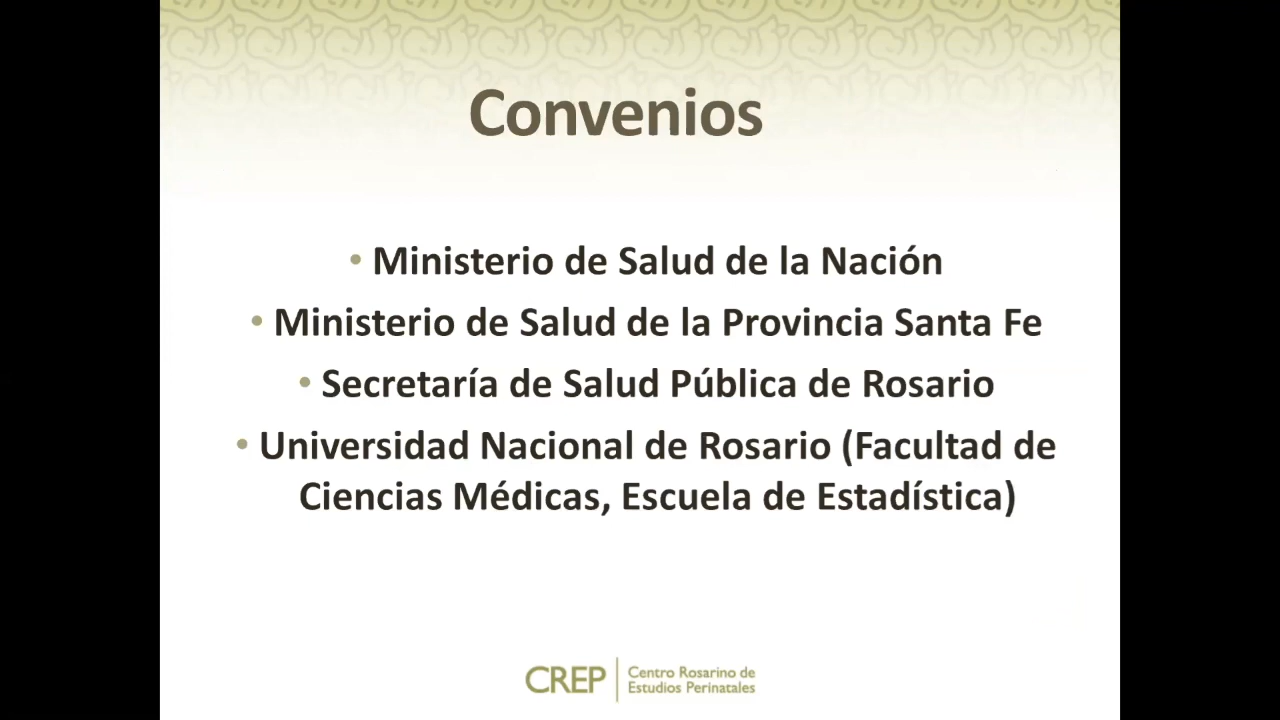 Convenios
• Ministerio de Salud de la Nación
• Ministerio de Salud de la Provincia Santa Fe
• Secretaría de Salud Pública de Rosario
• Universidad Nacional de Rosario (Facultad de
Ciencias Médicas, Escuela de Estadística)
CREP
Centro Rosarino de
Estudios Perinatales